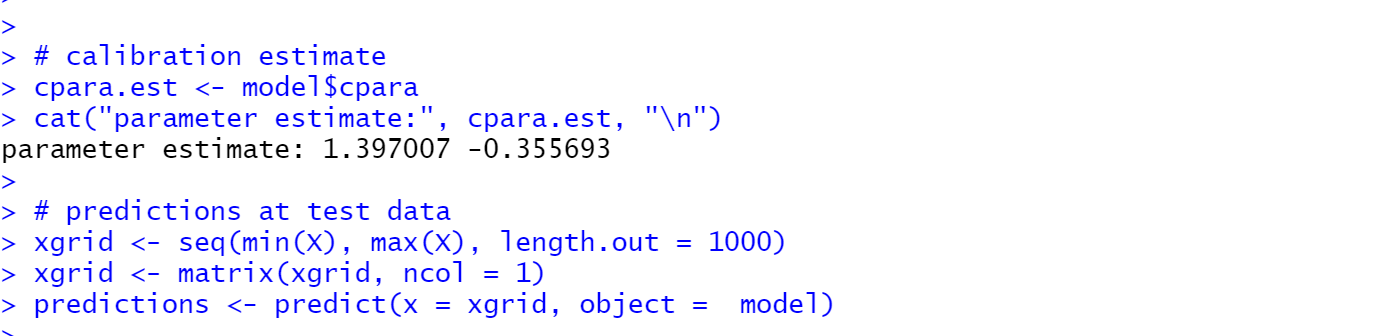 >
>
> # calibration estimate
> cpara.est <- model$cpara
> cat("parameter estimate:", cpara.est, "\n")
parameter estimate: 1.397007 -0.355693
>
> # predictions at test data
> xgrid <- seq(min(X), max(X), length.out = 1000)
> xgrid <- matrix(xgrid, ncol = 1)
> predictions <- predict(x = xgrid, object =  model)
>